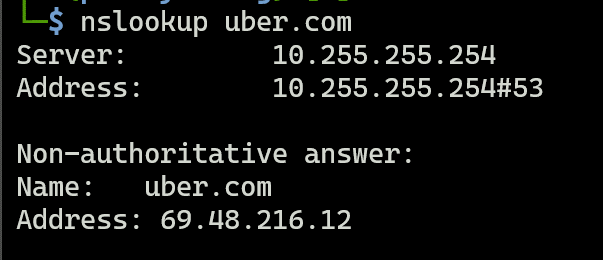 └─$ nslookup uber.com
Server:         10.255.255.254
Address:        10.255.255.254#53
Non-authoritative answer:
Name:   uber.com
Address: 69.48.216.12